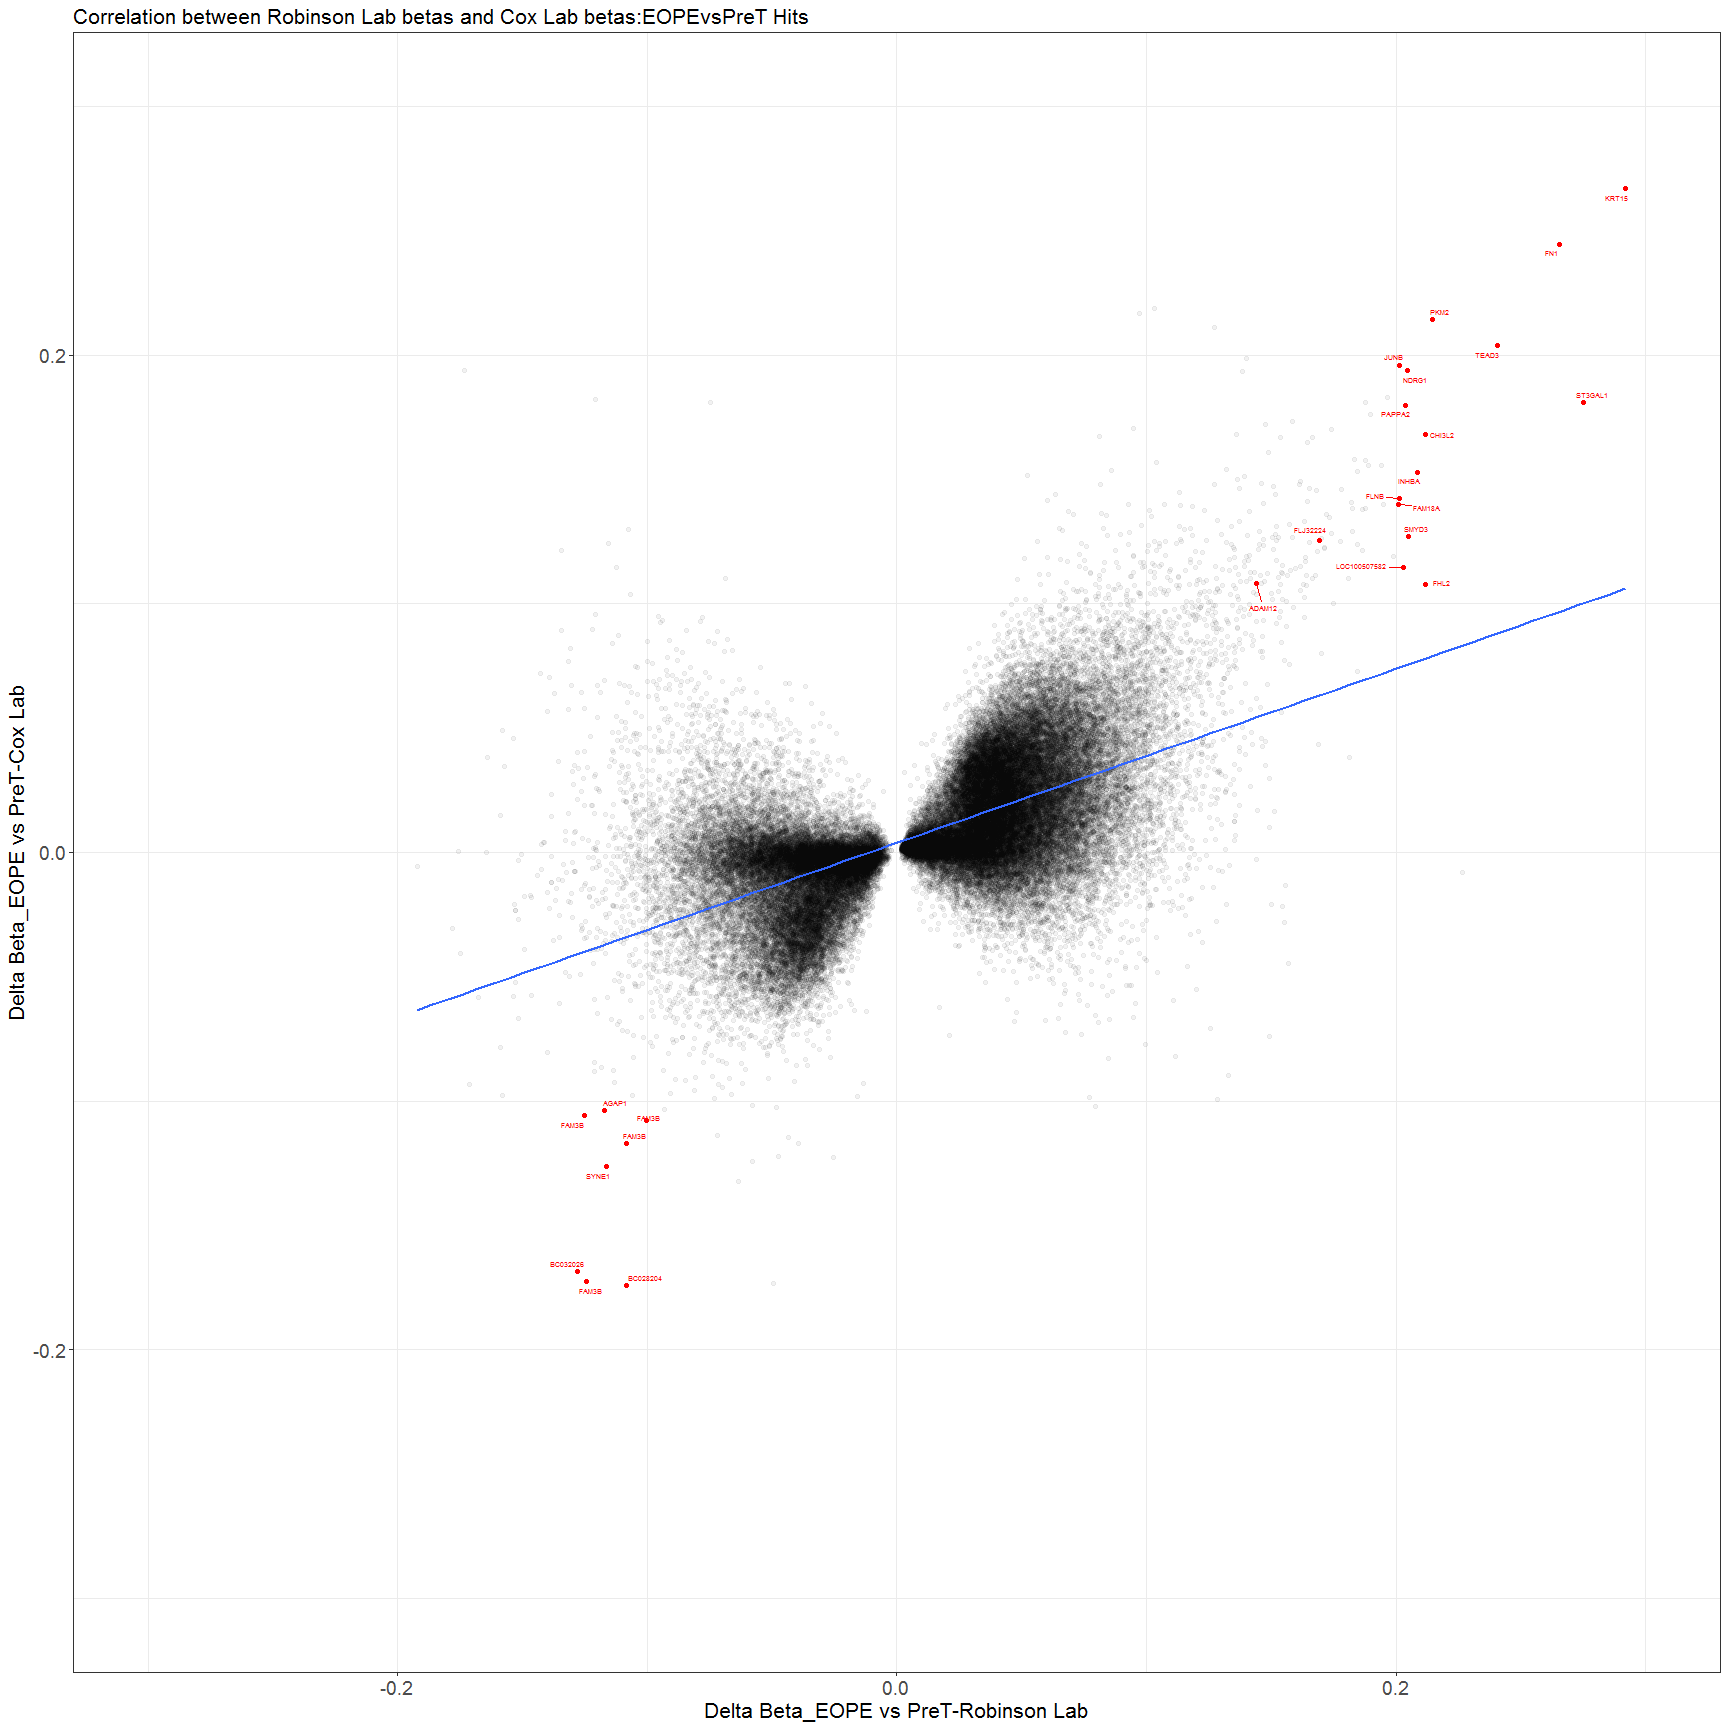 Correlation between Robinson Lab betas and Cox Lab betas:EOPEvsPreT Hits
KRT15
FN1
PKM2
TEAD3
JUNB
NDRG1
ST3GAL1
PAPPA2
CHI3L2
INHBA
FLNB
FAM18A
SMYD3
FLJ32224
LOC100507582
FHL2
ADAM12
AGAP1
FAM3B
FAM3B
FAM3B
SYNE1
BC032026
BC028204
FAM3B
0.2
0.0
-0.2
Delta Beta_EOPE vs PreT-Cox Lab
-0.2
0.0
0.2
Delta Beta_EOPE vs PreT-Robinson Lab